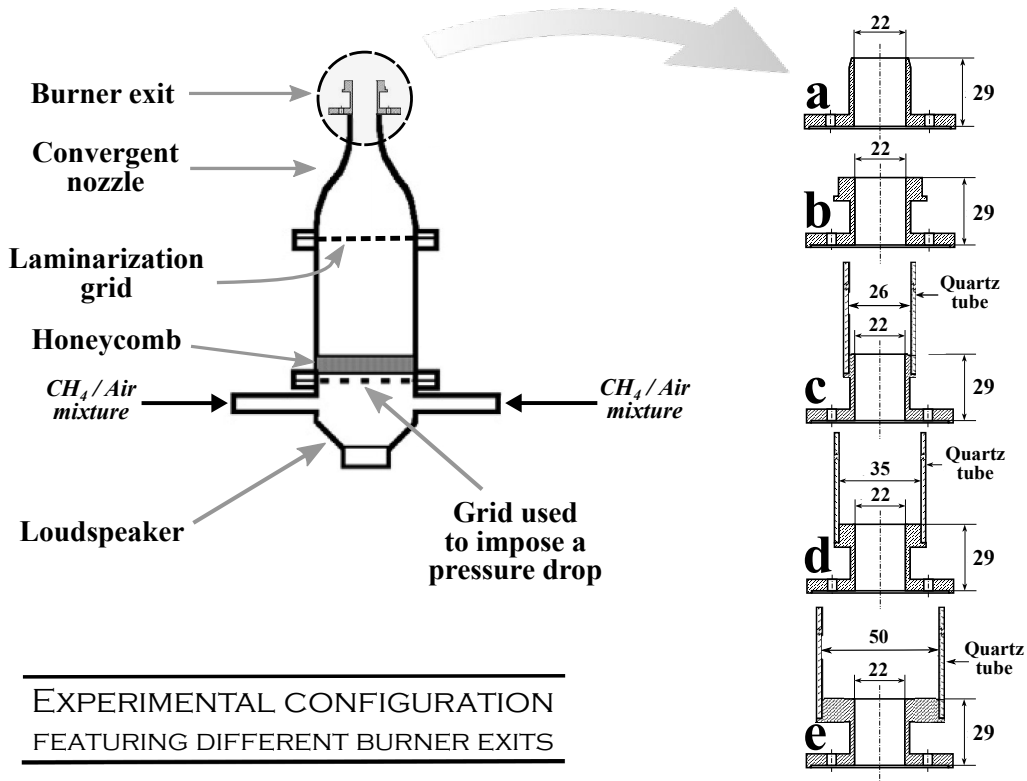 Burner exit
Convergent
nozzle
Laminarization
grid
Honeycomb
CH4 / Air
mixture
CH4 / Air
mixture
Loudspeaker
Grid used
to impose a
pressure drop
EXPERIMENTAL CONFIGURATION
FEATURING DIFFERENT BURNER EXITS
22
a
29
22
b
29
26
Quartz
tube
22
c
29
35
Quartz
tube
22
d
29
50
Quartz
tube
22
e
29